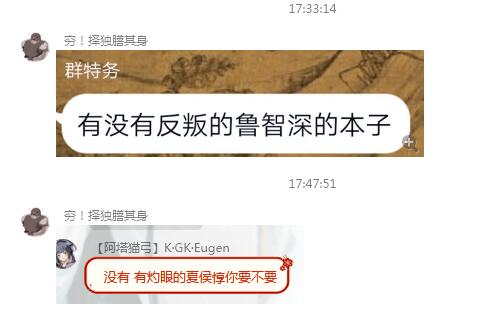 17:33:14
穷！择独膳其身
群特务
有没有反叛的鲁智深的本子
17:47:51
穷！择独膳其身
【阿塔猫弓】K·GK·Eugen
没有 有灼眼的夏侯惇你要不要